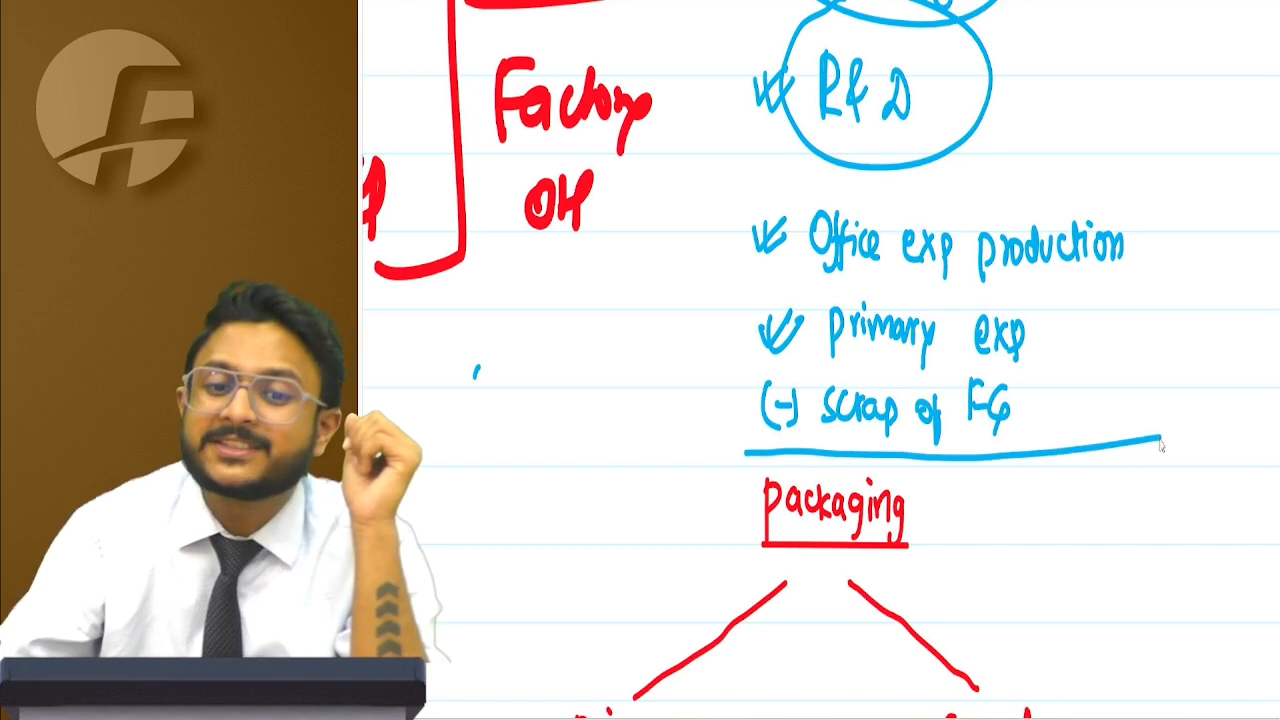 Factory
OH
R&D
Office exp production
Primary exp
(-) scrap of FG
Packaging